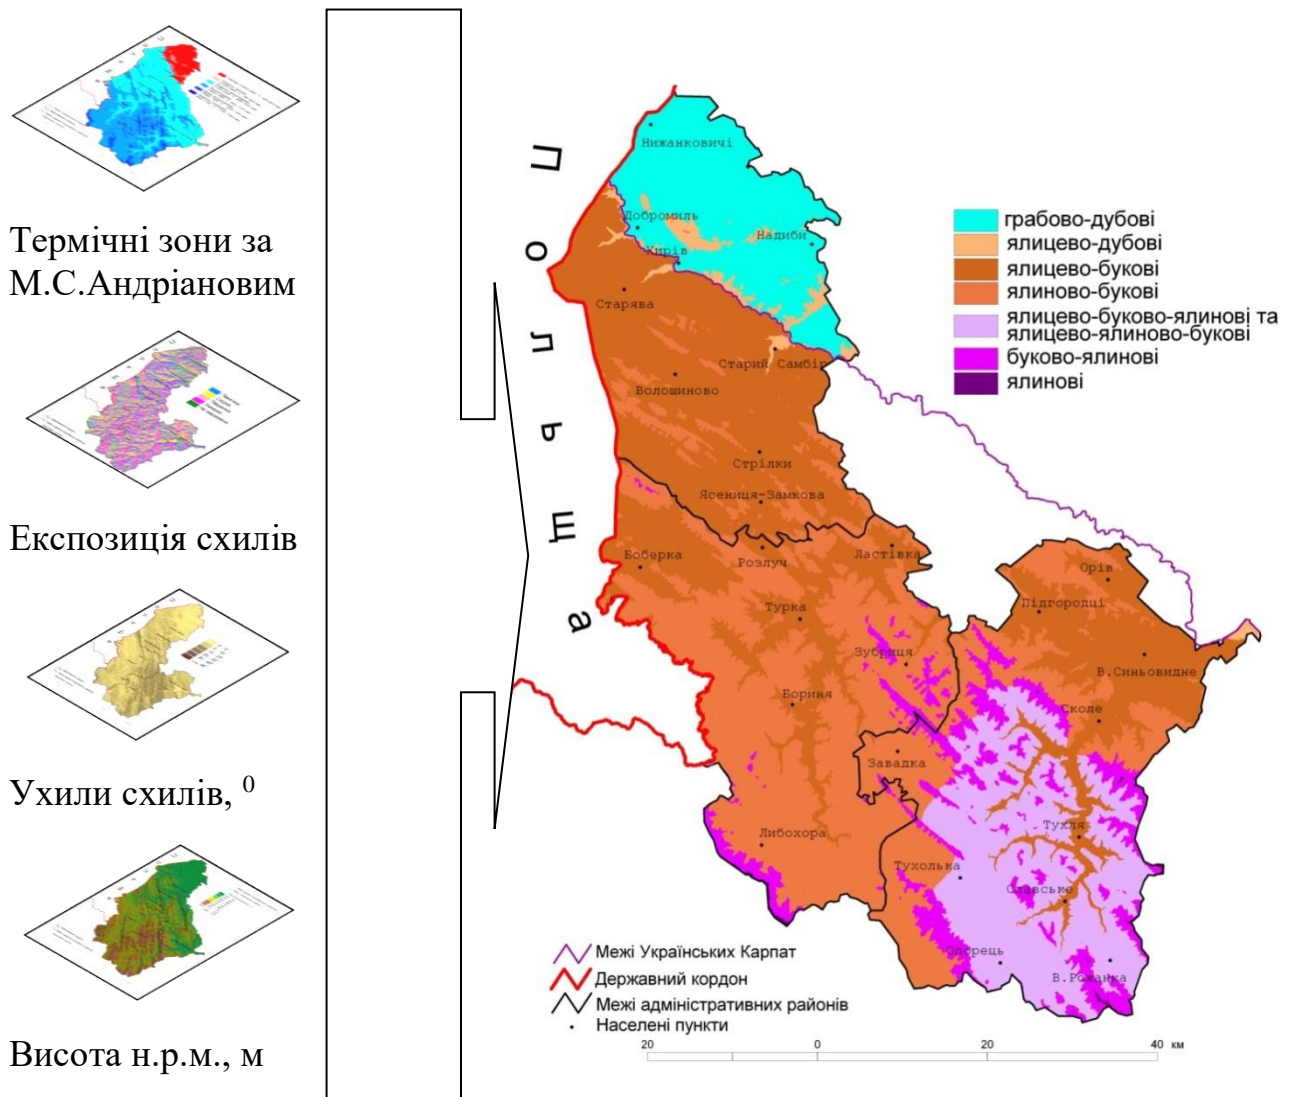 Термічні зони за
М.С.Андріановим
Експозиція схилів
Ухили схилів, ⁰
Висота н.р.м., м
Польща
Нижанковичі
Добромиль
Надиби
Хирів
Старява
Старий Самбір
Волошиново
Стрілки
Ясениця-Замкова
Боберка
Розлуч
Ластівка
Орів
Підгородці
Турка
Зубриця
В.Синьовидне
Бориня
Сколе
Завадка
Либохора
Тухля
Тухолька
Славське
Опорець
В.Рожанка
грабово-дубові
ялицево-дубові
ялицево-букові
ялиново-букові
ялицево-буково-ялинові та
ялицево-ялиново-букові
буково-ялинові
ялинові
Межі Українських Карпат
Державний кордон
Межі адміністративних районів
Населені пункти
20 0 20 40 км